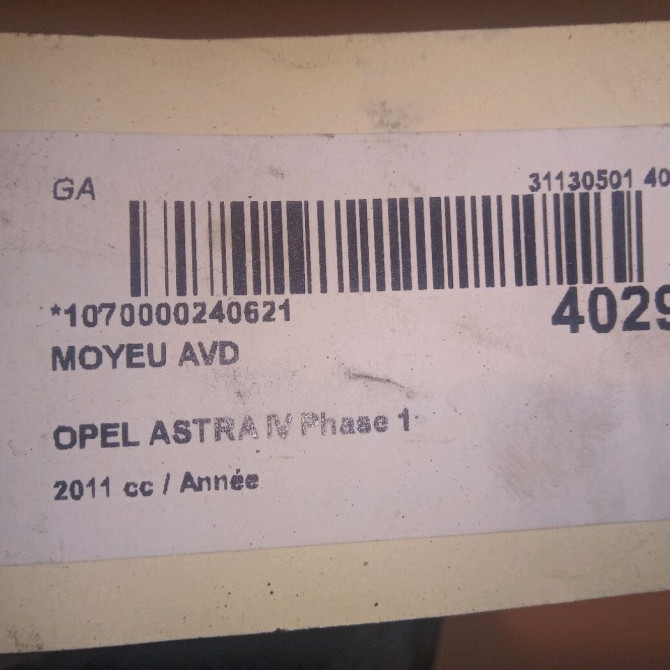 GA
31130501 40
*1070000240621
4029
MOYEU AVD
OPEL ASTRA IV Phase 1
2011 cc / Année